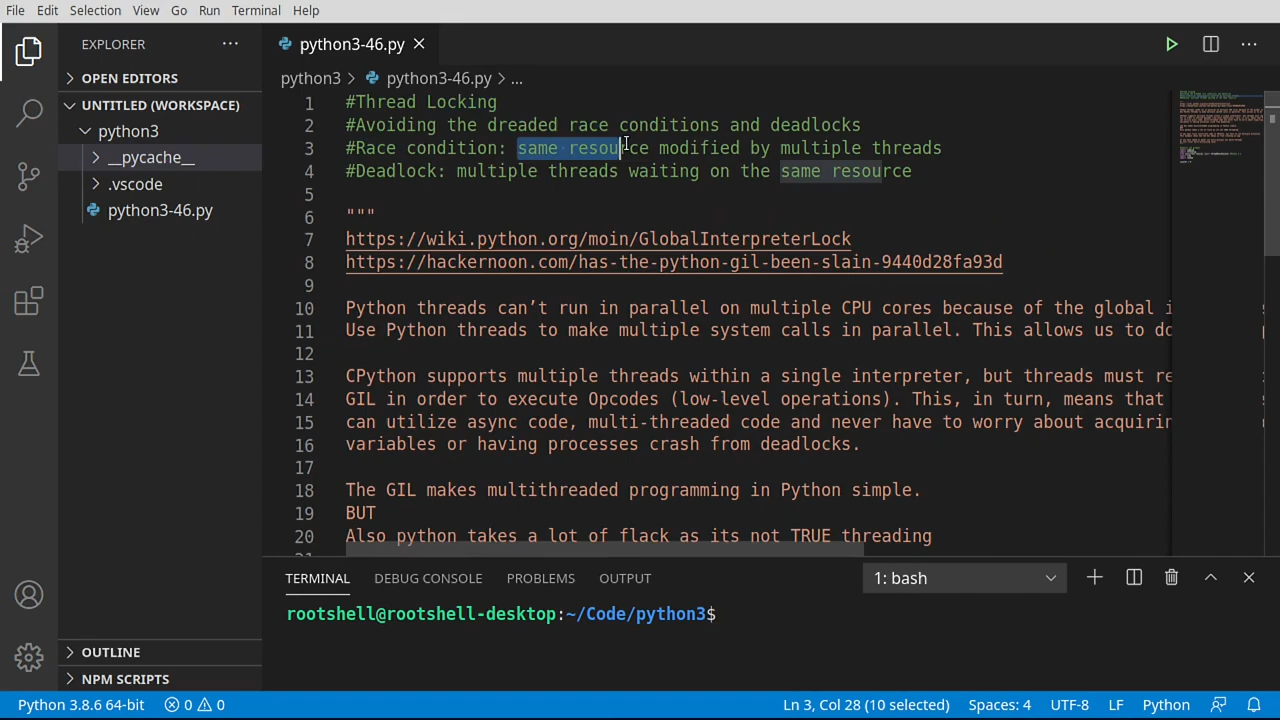 File Edit Selection View Go Run Terminal Help
EXPLORER
python3-46.py
OPEN EDITORS
python3 > python3-46.py > ...
UNTITLED (WORKSPACE)
python3
__pycache__
.vscode
python3-46.py
1 #Thread Locking
2 #Avoiding the dreaded race conditions and deadlocks
3 #Race condition: same resource modified by multiple threads
4 #Deadlock: multiple threads waiting on the same resource
5
6 """
7 https://wiki.python.org/moin/GlobalInterpreterLock
8 https://hackernoon.com/has-the-python-gil-been-slain-9440d28fa93d
9
10 Python threads can’t run in parallel on multiple CPU cores because of the global i
11 Use Python threads to make multiple system calls in parallel. This allows us to do
12
13 CPython supports multiple threads within a single interpreter, but threads must re
14 GIL in order to execute Opcodes (low-level operations). This, in turn, means that
15 can utilize async code, multi-threaded code and never have to worry about acquirin
16 variables or having processes crash from deadlocks.
17
18 The GIL makes multithreaded programming in Python simple.
19 BUT
20 Also python takes a lot of flack as its not TRUE threading
TERMINAL DEBUG CONSOLE PROBLEMS OUTPUT 1: bash
rootshell@rootshell-desktop:~/Code/python3$
OUTLINE
NPM SCRIPTS
Python 3.8.6 64-bit 0 0 Ln 3, Col 28 (10 selected) Spaces: 4 UTF-8 LF Python